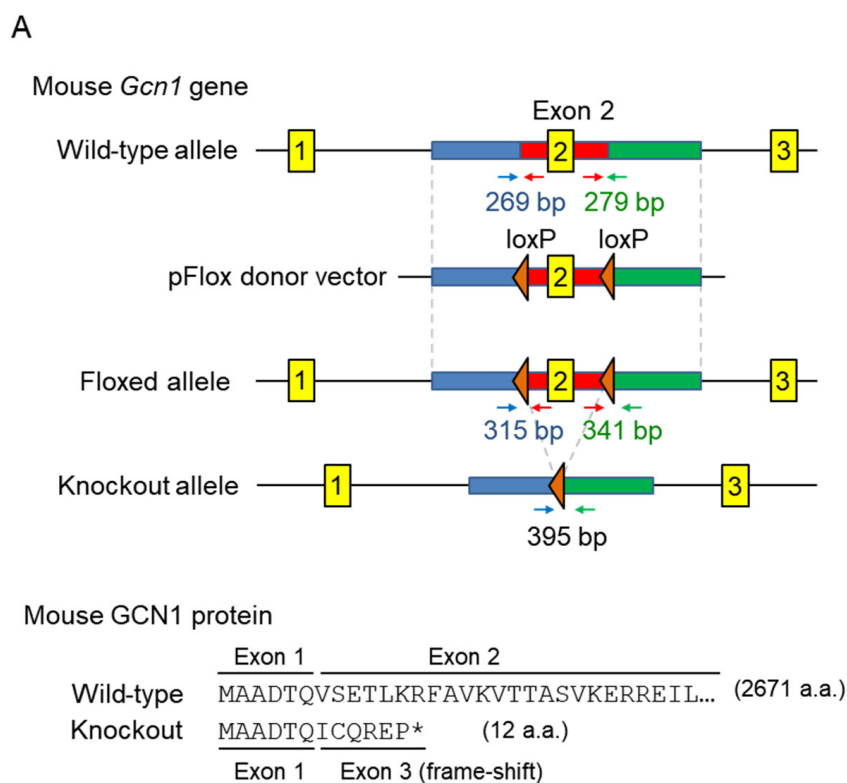 A
Mouse Gcn1 gene
Exon 2
Wild-type allele 1 2 3
269 bp 279 bp
loxP loxP
pFlox donor vector 2
Floxed allele 1 2 3
315 bp 341 bp
Knockout allele 1 3
395 bp
Mouse GCN1 protein
Exon 1 Exon 2
Wild-type MAADTQVSETLKRFAVKVTTASVKERREIL... (2671 a.a.)
Knockout MAADTQICQREP* (12 a.a.)
Exon 1 Exon 3 (frame-shift)